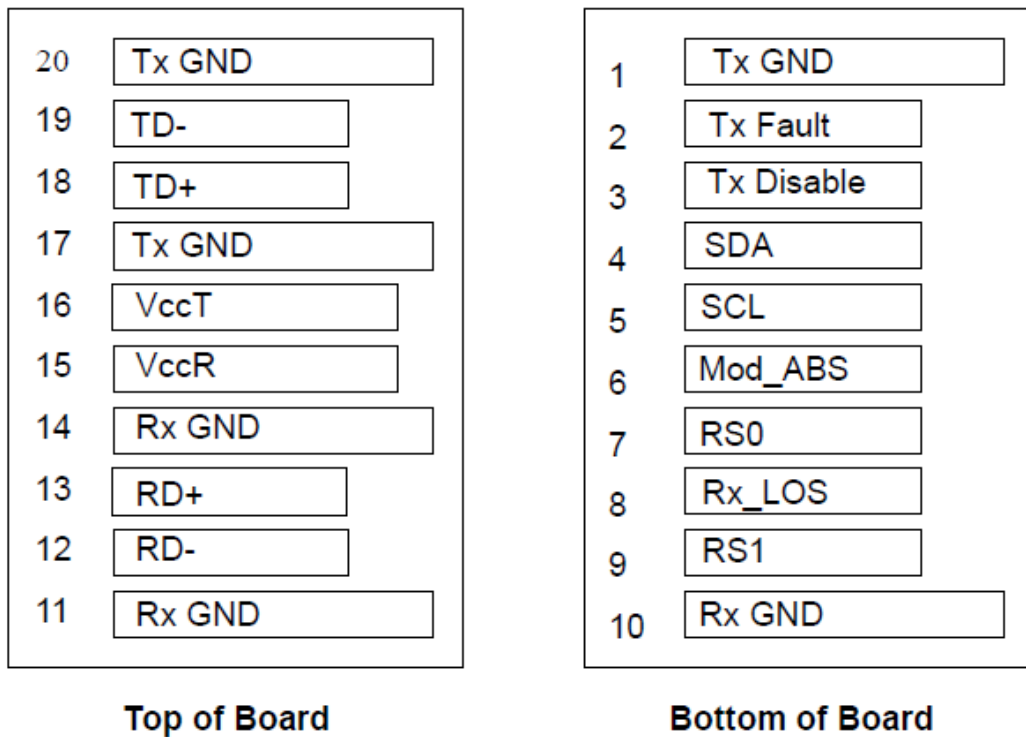 20 Tx GND
19 TD-
18 TD+
17 Tx GND
16 VccT
15 VccR
14 Rx GND
13 RD+
12 RD-
11 Rx GND
Top of Board
1 Tx GND
2 Tx Fault
3 Tx Disable
4 SDA
5 SCL
6 Mod_ABS
7 RS0
8 Rx_LOS
9 RS1
10 Rx GND
Bottom of Board